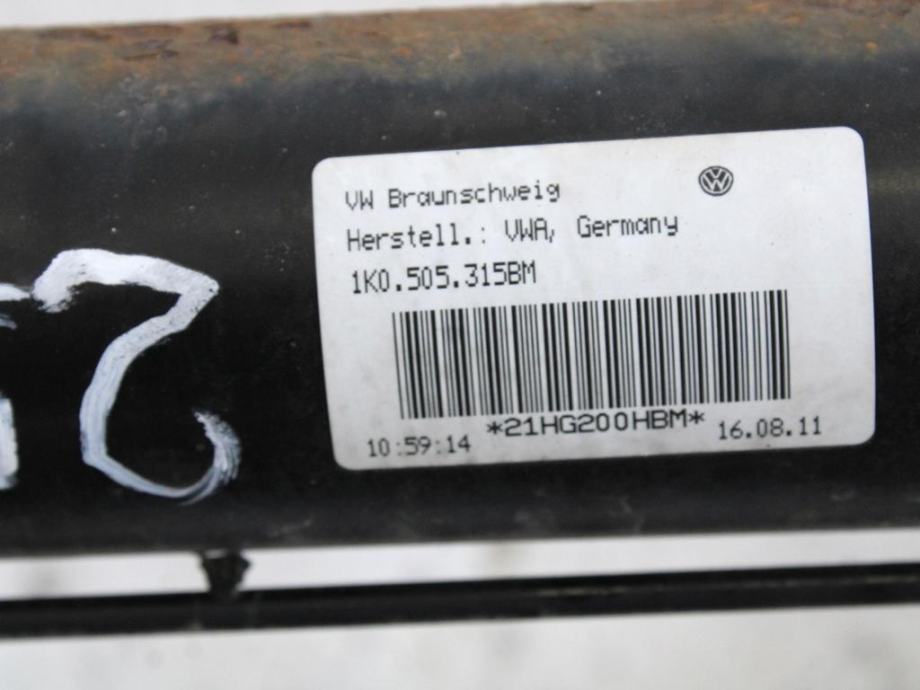 VW Braunschweig
Herstell.: VWA, Germany
1K0.505.315BM
*21HG200HBM*
10:59:14 16.08.11